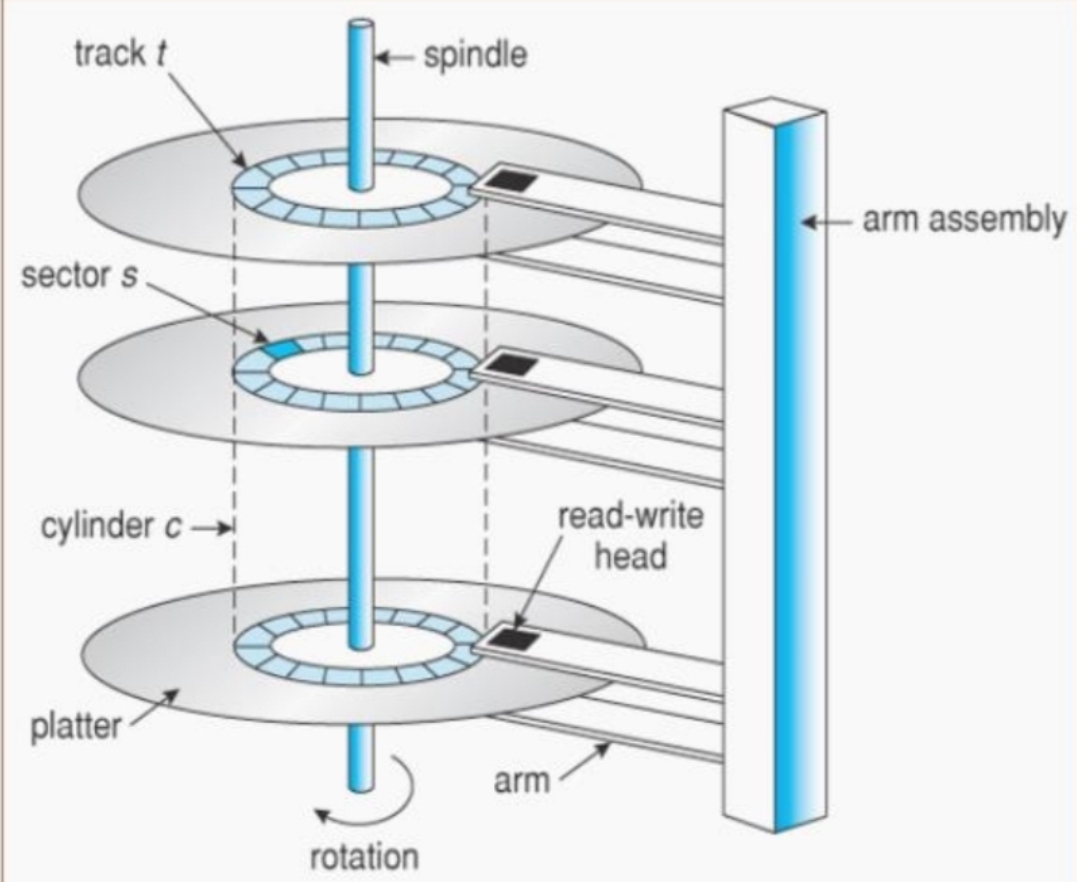 track t
spindle
arm assembly
sector s
cylinder c
read-write
head
platter
arm
rotation